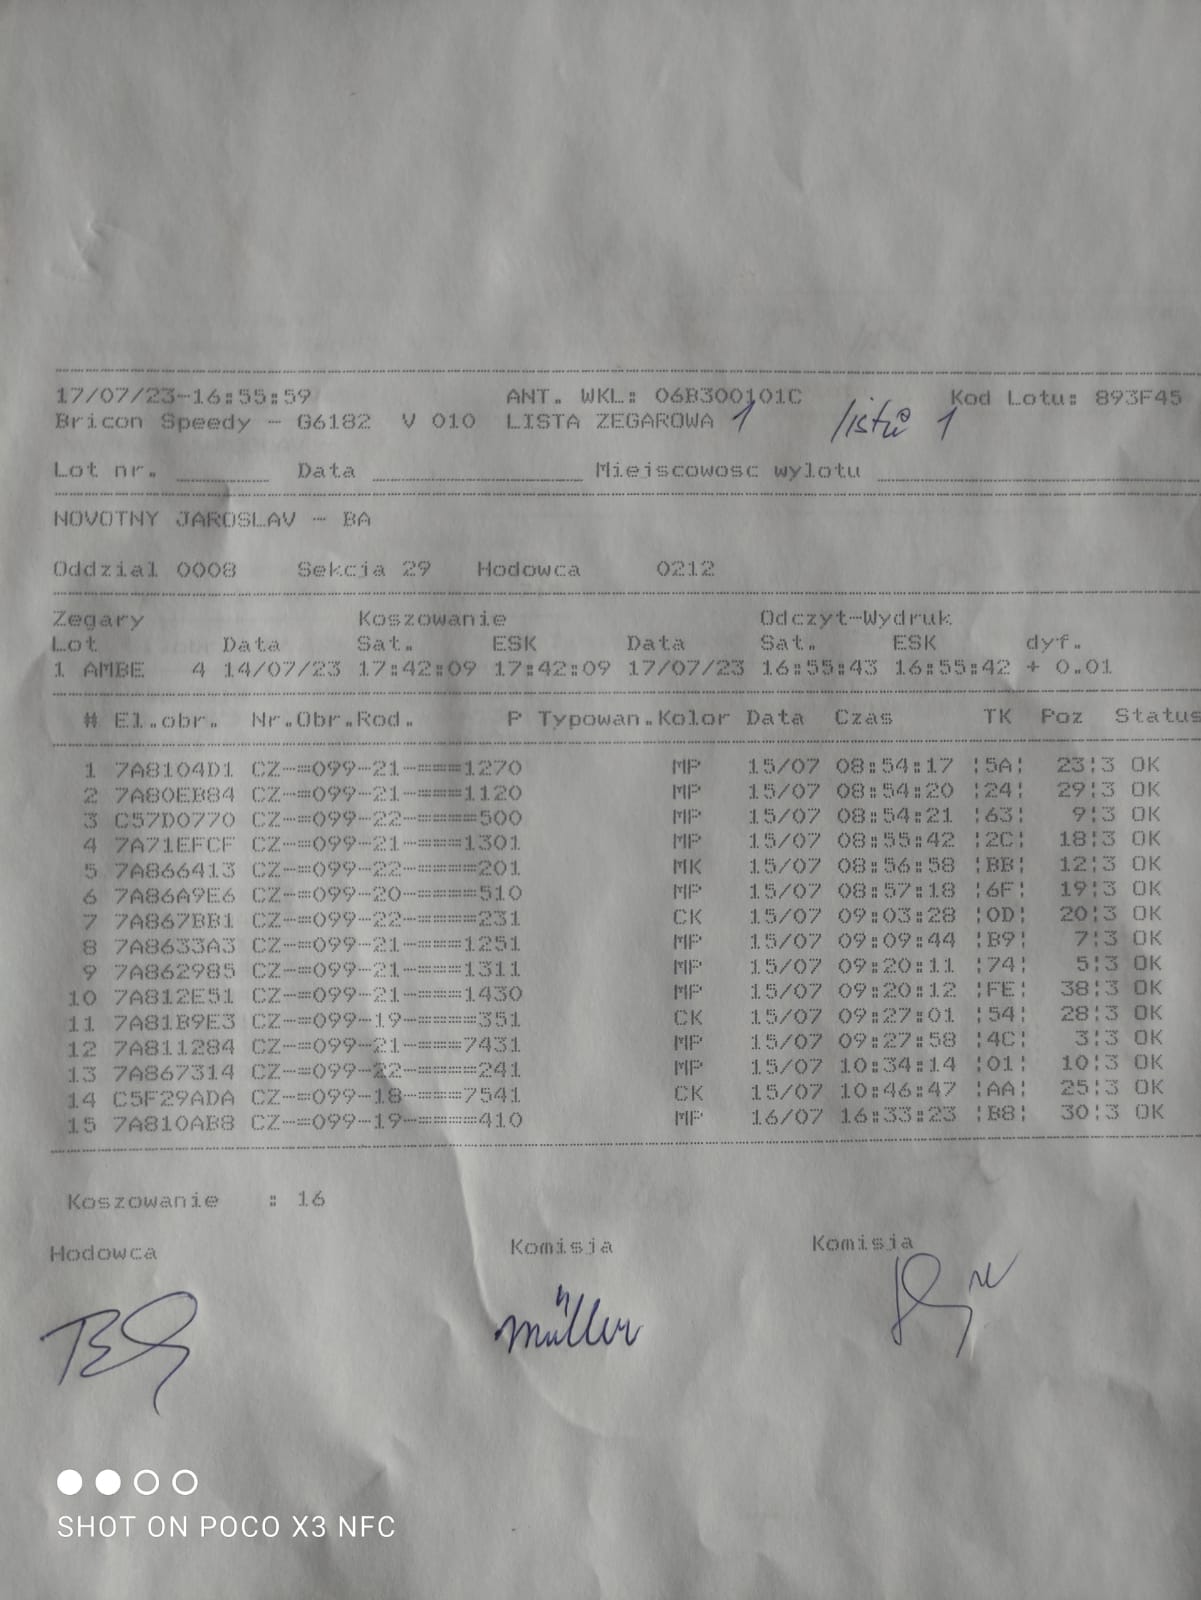 17/07/23-16:55:59 ANT. WKL: 06B300101C Kod Lotu: 893F45
Bricon Speedy - G6182 V 010 LISTA ZEGAROWA 1 listů 1
Lot nr. ______ Data ______________ Miejscowosc wylotu ______________________
NOVOTNY JAROSLAV - BA
Oddzial 0008 Sekcja 29 Hodowca 0212
Zegary Koszowanie Odczyt-Wydruk
Lot Data Sat. ESK Data Sat. ESK dyf.
1 AMBE 4 14/07/23 17:42:09 17:42:09 17/07/23 16:55:43 16:55:42 + 0.01
# El.obr. Nr.Obr.Rod. P Typowan.Kolor Data Czas TK Poz Status
1 7A8104D1 CZ-=099-21-===1270 MP 15/07 08:54:17 ¦5A¦ 23¦3 OK
2 7A80EB84 CZ-=099-21-===1120 MP 15/07 08:54:20 ¦24¦ 29¦3 OK
3 C57D0770 CZ-=099-22-====500 MP 15/07 08:54:21 ¦63¦ 9¦3 OK
4 7A71EFCF CZ-=099-21-===1301 MP 15/07 08:55:42 ¦2C¦ 18¦3 OK
5 7A866413 CZ-=099-22-====201 MK 15/07 08:56:58 ¦BB¦ 12¦3 OK
6 7A86A9E6 CZ-=099-20-====510 MP 15/07 08:57:18 ¦6F¦ 19¦3 OK
7 7A867BB1 CZ-=099-22-====231 CK 15/07 09:03:28 ¦0D¦ 20¦3 OK
8 7A8633A3 CZ-=099-21-===1251 MP 15/07 09:09:44 ¦B9¦ 7¦3 OK
9 7A862985 CZ-=099-21-===1311 MP 15/07 09:20:11 ¦74¦ 5¦3 OK
10 7A812E51 CZ-=099-21-===1430 MP 15/07 09:20:12 ¦FE¦ 38¦3 OK
11 7A81B9E3 CZ-=099-19-====351 CK 15/07 09:27:01 ¦54¦ 28¦3 OK
12 7A811284 CZ-=099-21-===7431 MP 15/07 09:27:58 ¦4C¦ 3¦3 OK
13 7A867314 CZ-=099-22-====241 MP 15/07 10:34:14 ¦01¦ 10¦3 OK
14 C5F29ADA CZ-=099-18-===7541 CK 15/07 10:46:47 ¦AA¦ 25¦3 OK
15 7A810AB8 CZ-=099-19-====410 MP 16/07 16:33:23 ¦B8¦ 30¦3 OK
Koszowanie : 16
Hodowca Komisja Komisja
Müller
SHOT ON POCO X3 NFC